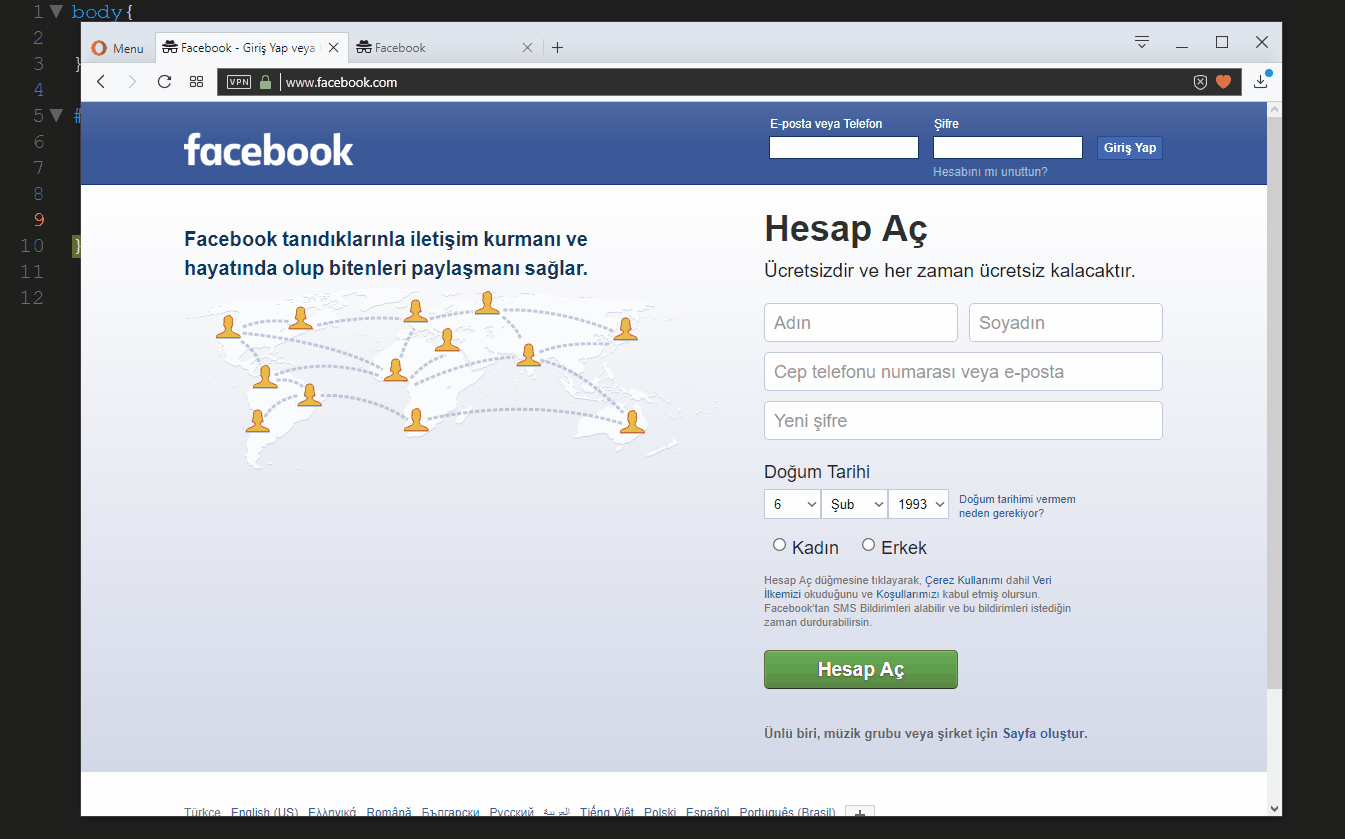 1 body{
2
3 }
4
5 #
6
7
8
9
10 }
11
12
Menu Facebook - Giriş Yap veya Facebook
VPN www.facebook.com
facebook
E-posta veya Telefon Şifre
Giriş Yap
Hesabını mı unuttun?
Facebook tanıdıklarınla iletişim kurmanı ve
hayatında olup bitenleri paylaşmanı sağlar.
Hesap Aç
Ücretsizdir ve her zaman ücretsiz kalacaktır.
Adın Soyadın
Cep telefonu numarası veya e-posta
Yeni şifre
Doğum Tarihi
6 Şub 1993
Doğum tarihimi vermem
neden gerekiyor?
Kadın Erkek
Hesap Aç düğmesine tıklayarak, Çerez Kullanımı dahil Veri
İlkemizi okuduğunu ve Koşullarımızı kabul etmiş olursun.
Facebook'tan SMS Bildirimleri alabilir ve bu bildirimleri istediğin
zaman durdurabilirsin.
Hesap Aç
Ünlü biri, müzik grubu veya şirket için Sayfa oluştur.
Türkçe English (US) Ελληνικά Română Български Русский العربية Tiếng Việt Polski Español Português (Brasil)